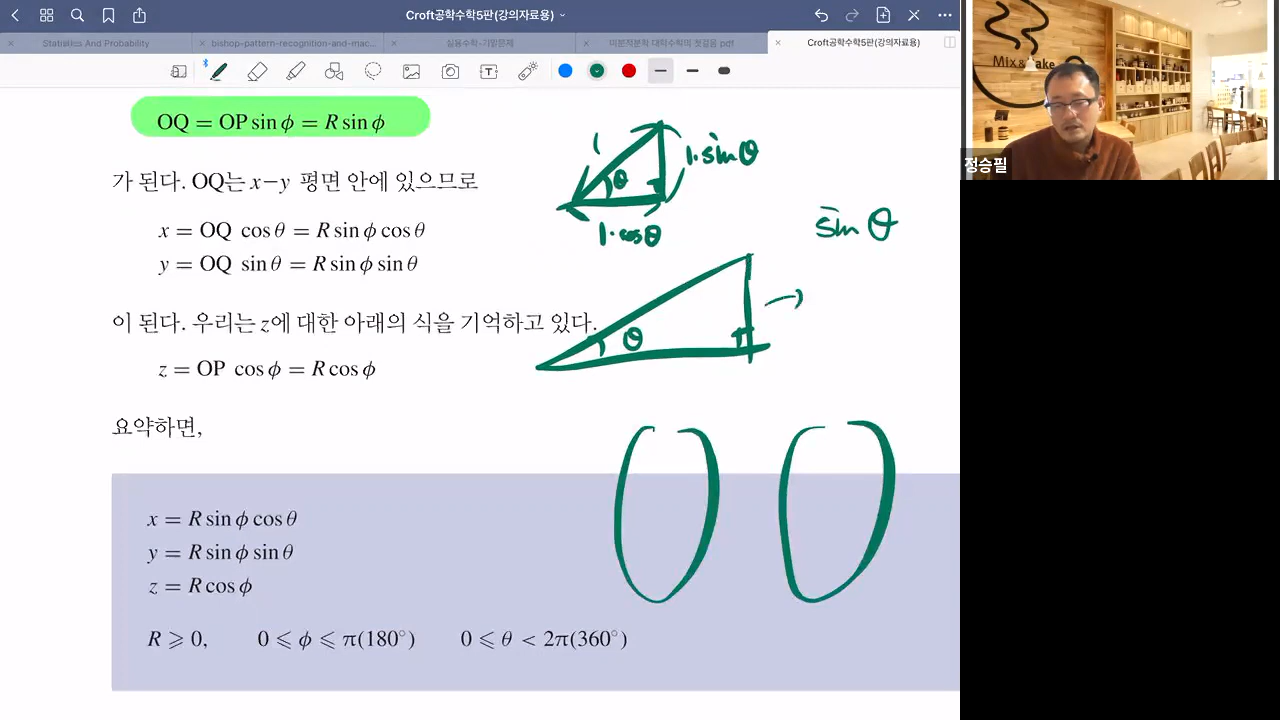 Croft공학수학5판(강의자료용)
Statistics And Probability
bishop-pattern-recognition-and-mac...
실용수학-기말문제
미분적분학 대학수학의 첫걸음.pdf
Croft공학수학5판(강의자료용)
Mix&
정승필
OQ = OP sin ϕ = R sin ϕ
가 된다. OQ는 x−y 평면 안에 있으므로
x = OQ cos θ = R sin ϕ cos θ
y = OQ sin θ = R sin ϕ sin θ
이 된다. 우리는 z에 대한 아래의 식을 기억하고 있다.
z = OP cos ϕ = R cos ϕ
요약하면,
x = R sin ϕ cos θ
y = R sin ϕ sin θ
z = R cos ϕ
R ⩾ 0, 0 ⩽ ϕ ⩽ π(180°) 0 ⩽ θ < 2π(360°)
1
θ
1·sinθ
1·cosθ
sin θ
θ